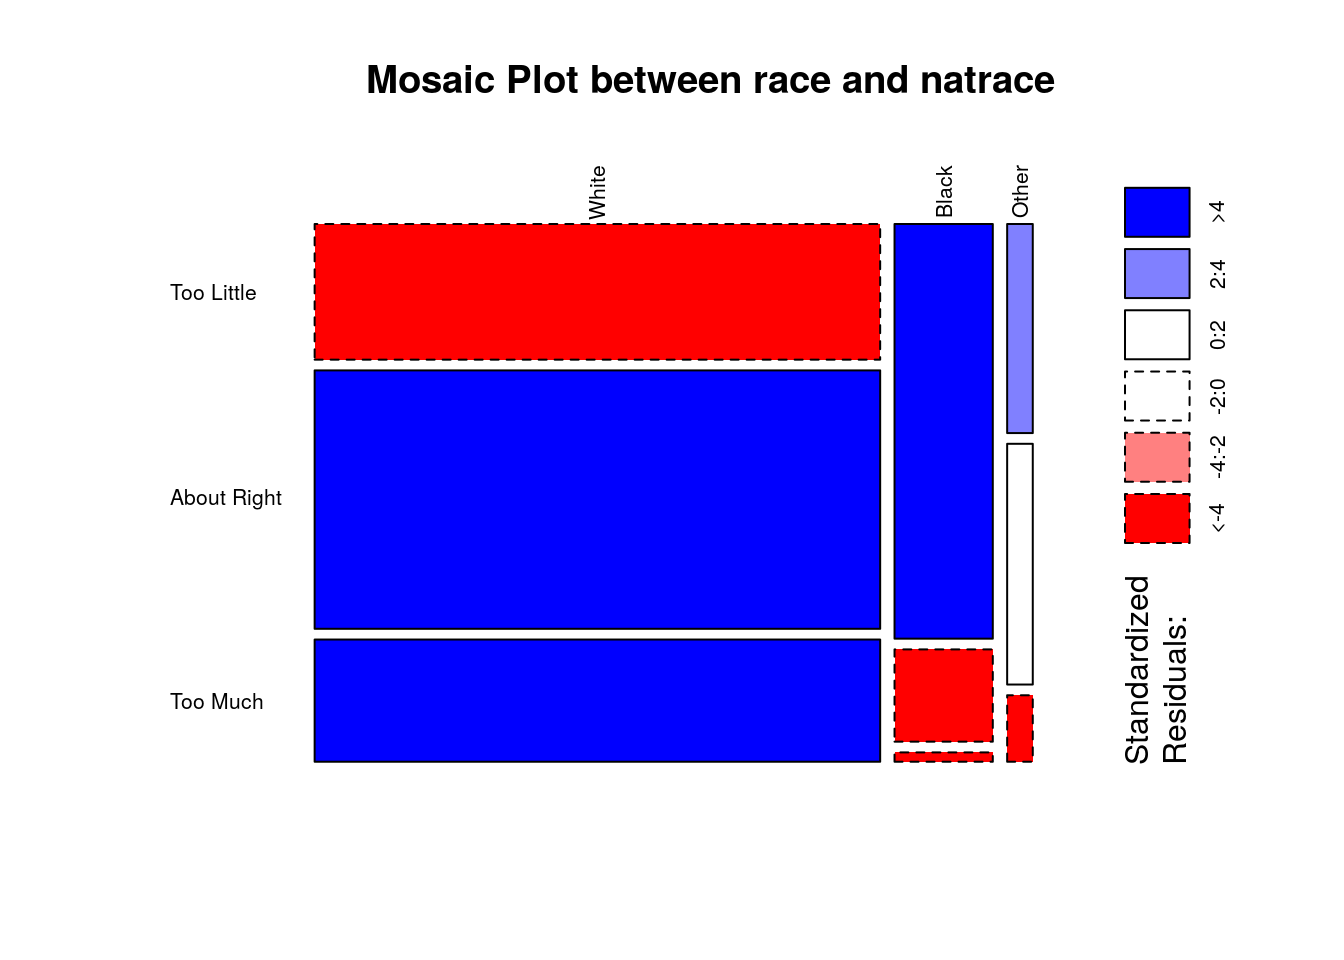 Mosaic Plot between race and natrace
White
Black
Other
Too Little
About Right
Too Much
>4
2:4
0:2
-2:0
-4:-2
<-4
Standardized
Residuals: